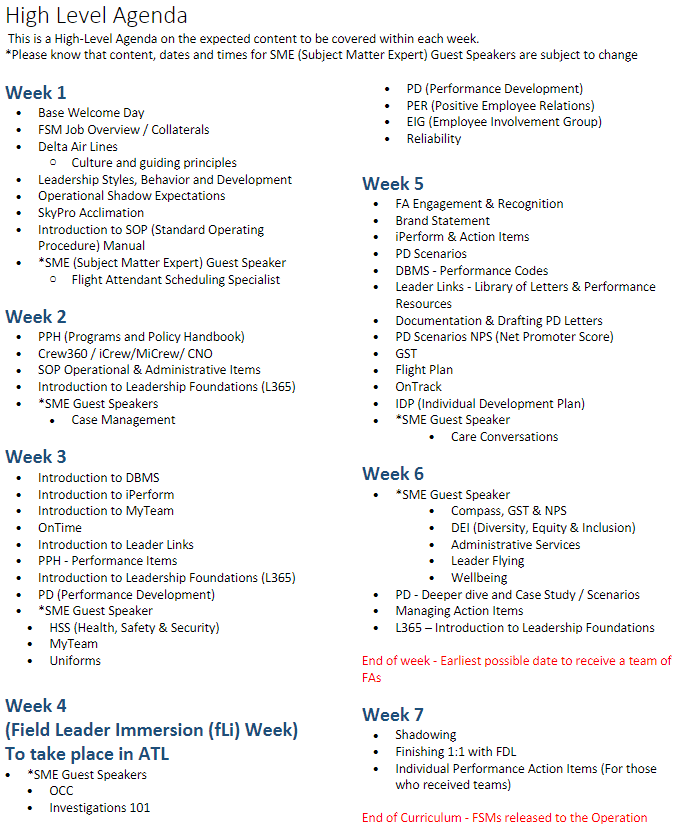 High Level Agenda
This is a High-Level Agenda on the expected content to be covered within each week.
*Please know that content, dates and times for SME (Subject Matter Expert) Guest Speakers are subject to change
Week 1
• Base Welcome Day
• FSM Job Overview / Collaterals
• Delta Air Lines
o Culture and guiding principles
• Leadership Styles, Behavior and Development
• Operational Shadow Expectations
• SkyPro Acclimation
• Introduction to SOP (Standard Operating
Procedure) Manual
• *SME (Subject Matter Expert) Guest Speaker
o Flight Attendant Scheduling Specialist
Week 2
• PPH (Programs and Policy Handbook)
• Crew360 / iCrew/MiCrew/ CNO
• SOP Operational & Administrative Items
• Introduction to Leadership Foundations (L365)
• *SME Guest Speakers
• Case Management
Week 3
• Introduction to DBMS
• Introduction to iPerform
• Introduction to MyTeam
• OnTime
• Introduction to Leader Links
• PPH - Performance Items
• Introduction to Leadership Foundations (L365)
• PD (Performance Development)
• *SME Guest Speaker
• HSS (Health, Safety & Security)
• MyTeam
• Uniforms
Week 4
(Field Leader Immersion (fLi) Week)
To take place in ATL
• *SME Guest Speakers
• OCC
• Investigations 101
• PD (Performance Development)
• PER (Positive Employee Relations)
• EIG (Employee Involvement Group)
• Reliability
Week 5
• FA Engagement & Recognition
• Brand Statement
• iPerform & Action Items
• PD Scenarios
• DBMS - Performance Codes
• Leader Links - Library of Letters & Performance
Resources
• Documentation & Drafting PD Letters
• PD Scenarios NPS (Net Promoter Score)
• GST
• Flight Plan
• OnTrack
• IDP (Individual Development Plan)
• *SME Guest Speaker
• Care Conversations
Week 6
• *SME Guest Speaker
• Compass, GST & NPS
• DEI (Diversity, Equity & Inclusion)
• Administrative Services
• Leader Flying
• Wellbeing
• PD - Deeper dive and Case Study / Scenarios
• Managing Action Items
• L365 – Introduction to Leadership Foundations
End of week - Earliest possible date to receive a team of
FAs
Week 7
• Shadowing
• Finishing 1:1 with FDL
• Individual Performance Action Items (For those
who received teams)
End of Curriculum - FSMs released to the Operation